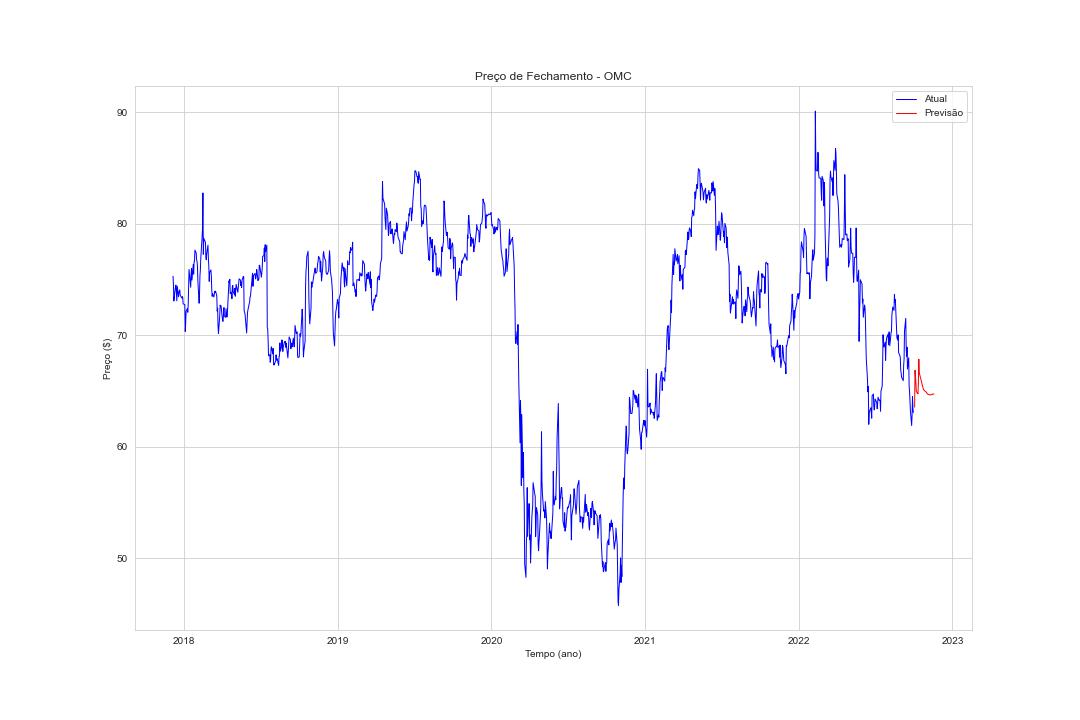 Preço de Fechamento - OMC
Atual
Previsão
90
80
70
60
50
Preço ($)
2018
2019
2020
2021
2022
2023
Tempo (ano)